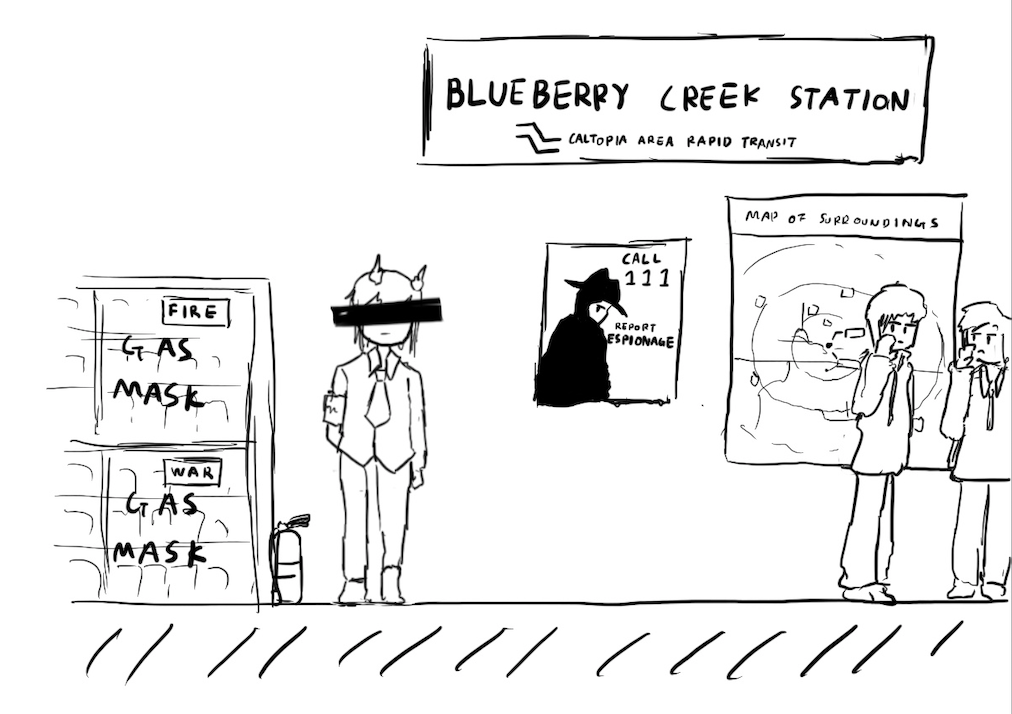 BLUEBERRY CREEK STATION
CALTOPIA AREA RAPID TRANSIT
MAP OF SURROUNDINGS
CALL
111
REPORT
ESPIONAGE
FIRE
GAS
MASK
WAR
GAS
MASK